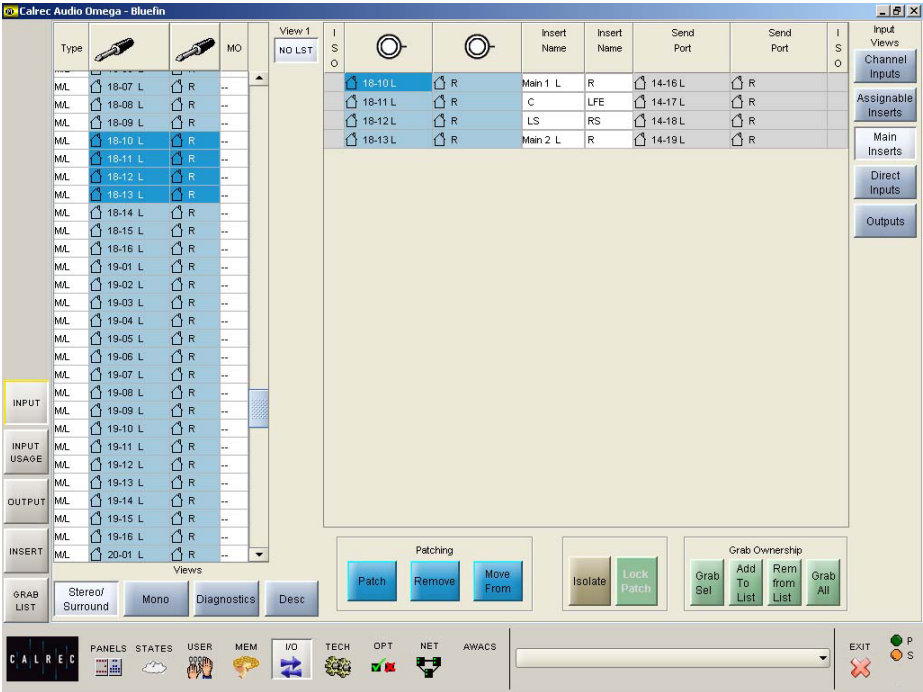 Calrec Audio Omega - Bluefin
Type MO
View 1
NO LST
M/L 18-07 L R --
M/L 18-08 L R --
M/L 18-09 L R --
M/L 18-10 L R --
M/L 18-11 L R --
M/L 18-12 L R --
M/L 18-13 L R --
M/L 18-14 L R --
M/L 18-15 L R --
M/L 18-16 L R --
M/L 19-01 L R --
M/L 19-02 L R --
M/L 19-03 L R --
M/L 19-04 L R --
M/L 19-05 L R --
M/L 19-06 L R --
M/L 19-07 L R --
M/L 19-08 L R --
M/L 19-09 L R --
M/L 19-10 L R --
M/L 19-11 L R --
M/L 19-12 L R --
M/L 19-13 L R --
M/L 19-14 L R --
M/L 19-15 L R --
M/L 19-16 L R --
M/L 20-01 L R --
I Insert Insert Send Send I
S Name Name Port Port S
O O
18-10 L R Main 1 L R 14-16 L R
18-11 L R C LFE 14-17 L R
18-12 L R LS RS 14-18 L R
18-13 L R Main 2 L R 14-19 L R
Input
Views
Channel
Inputs
Assignable
Inserts
Main
Inserts
Direct
Inputs
Outputs
INPUT
INPUT
USAGE
OUTPUT
INSERT
GRAB
LIST
Views
Stereo/
Surround
Mono
Diagnostics
Desc
Patching
Patch
Remove
Move
From
Isolate
Lock
Patch
Grab Ownership
Grab
Sel
Add
To
List
Rem
from
List
Grab
All
CALREC
PANELS STATES USER MEM I/O TECH OPT NET AWACS
EXIT
P
S